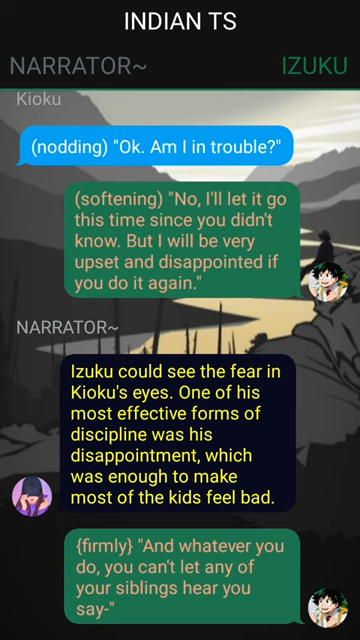 INDIAN TS
NARRATOR~ IZUKU
Kioku
(nodding) "Ok. Am I in trouble?"
(softening) "No, I'll let it go
this time since you didn't
know. But I will be very
upset and disappointed if
you do it again."
NARRATOR~
Izuku could see the fear in
Kioku's eyes. One of his
most effective forms of
discipline was his
disappointment, which
was enough to make
most of the kids feel bad.
{firmly} "And whatever you
do, you can't let any of
your siblings hear you
say-"